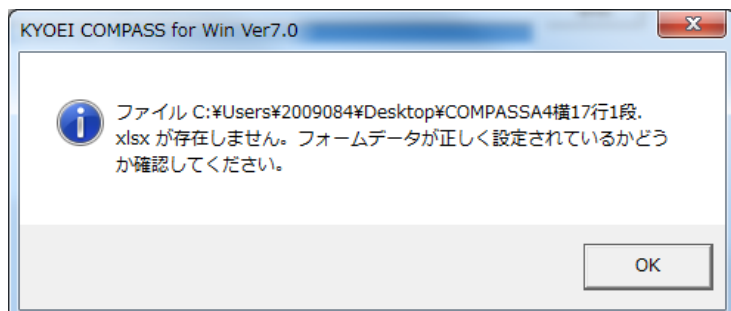 KYOEI COMPASS for Win Ver7.0
ファイル C:¥Users¥2009084¥Desktop¥COMPASSA4横17行1段.
xlsx が存在しません。フォームデータが正しく設定されているかどう
か確認してください。
OK